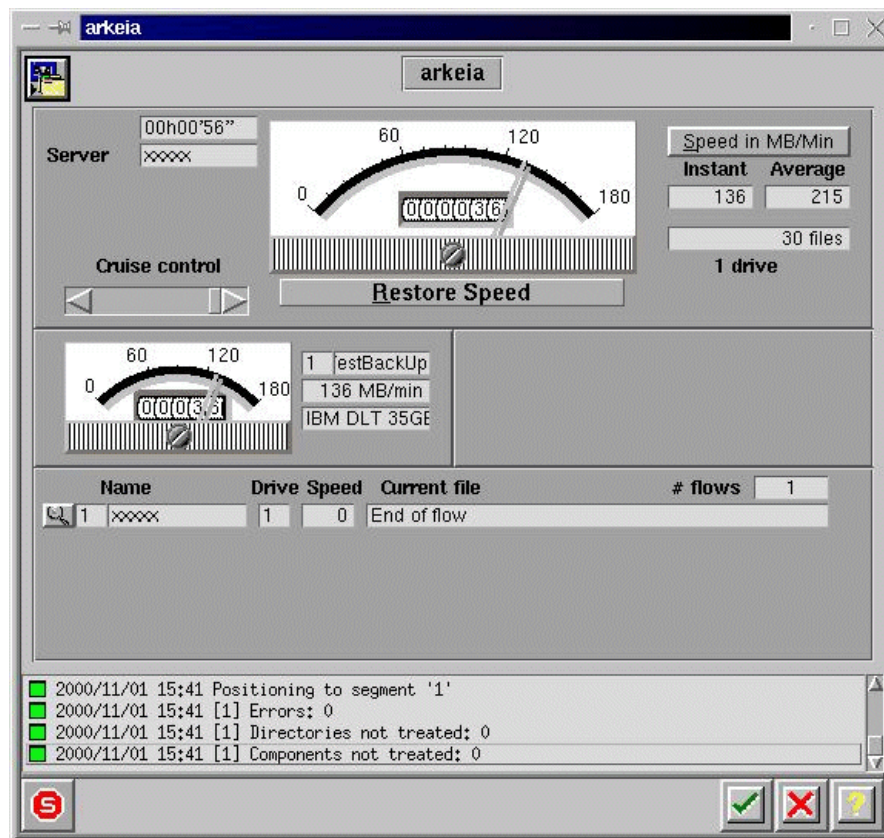 arkeia
arkeia
00h00'56"
Server xxxxx
0 60 120 180
000036
Speed in MB/Min
Instant Average
136 215
30 files
1 drive
Cruise control
Restore Speed
0 60 120 180
00036
1 TestBackUp
136 MB/min
IBM DLT 35GB
Name Drive Speed Current file # flows 1
1 xxxxx 1 0 End of flow
2000/11/01 15:41 Positioning to segment '1'
2000/11/01 15:41 [1] Errors: 0
2000/11/01 15:41 [1] Directories not treated: 0
2000/11/01 15:41 [1] Components not treated: 0
S
?